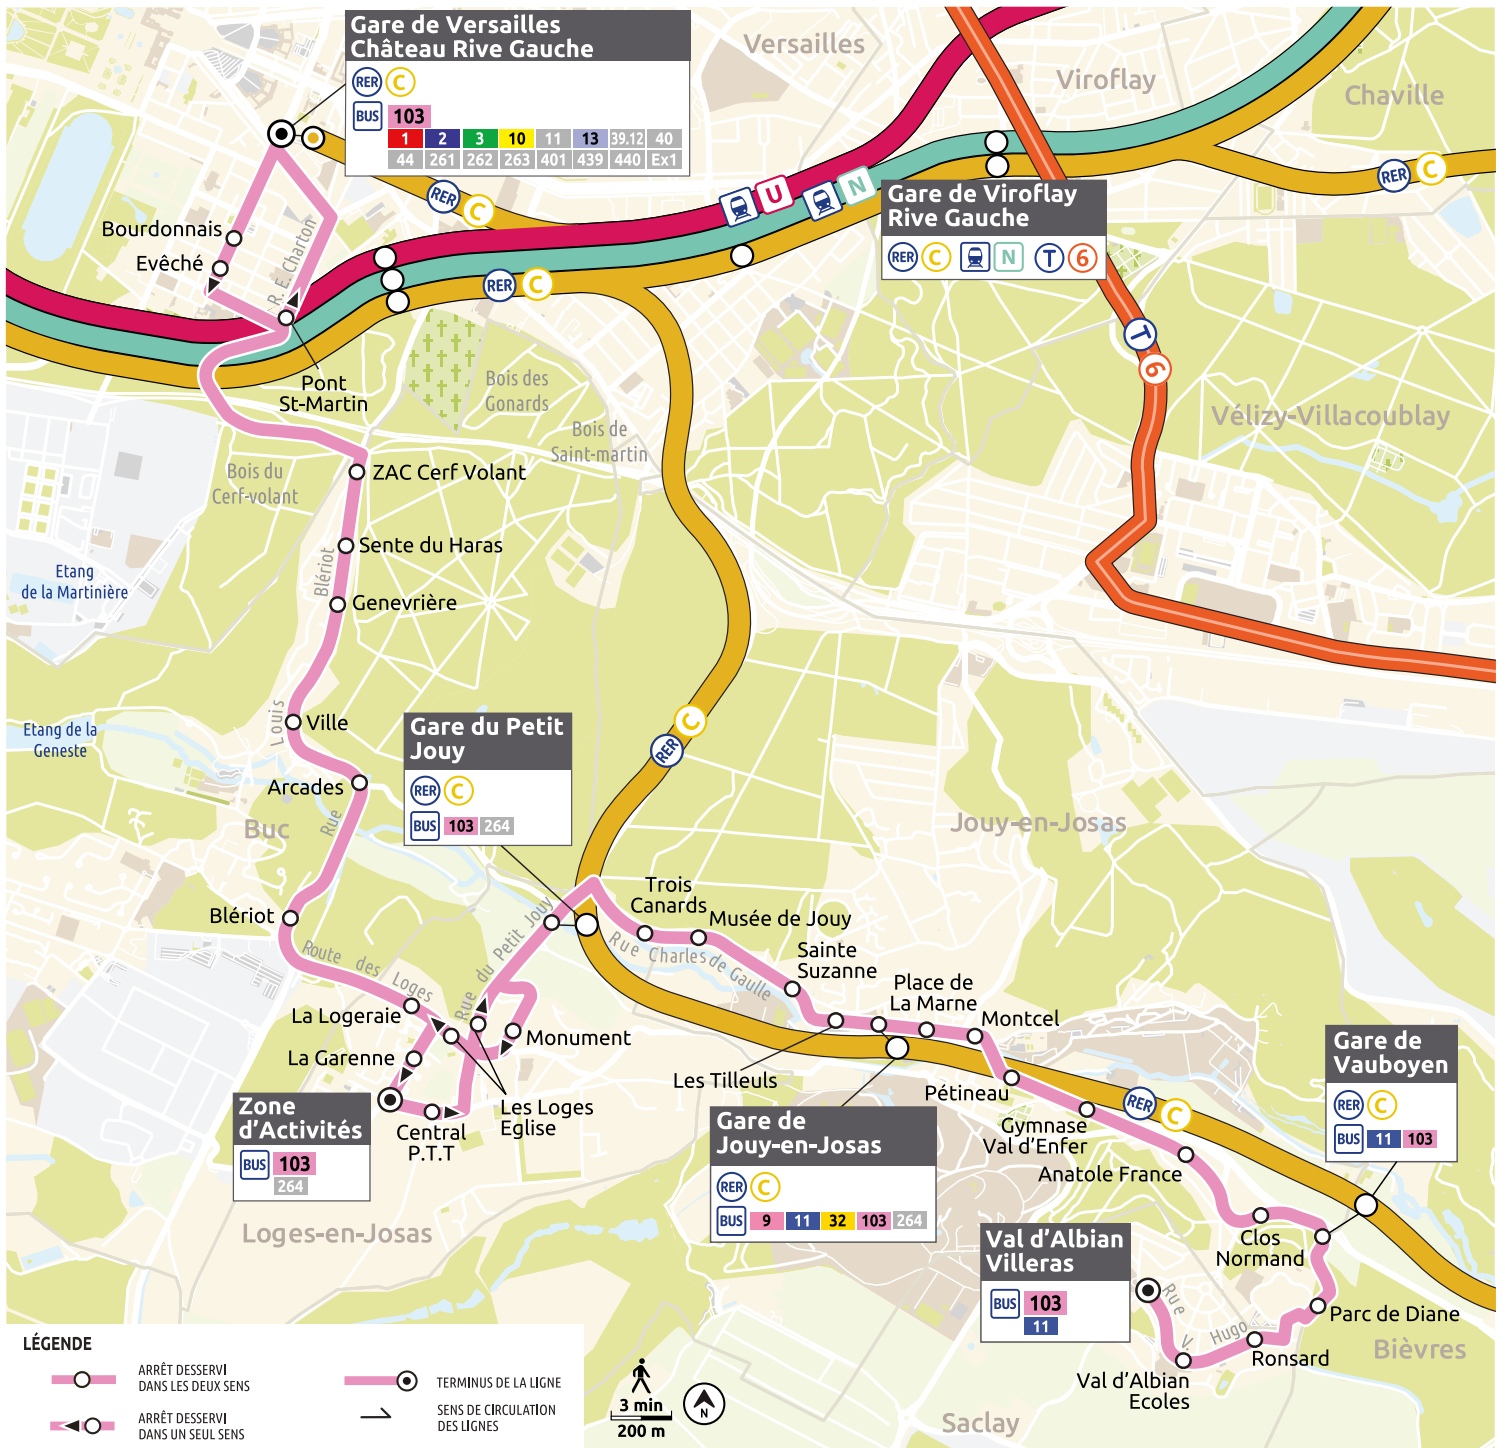 Gare de Versailles
Château Rive Gauche
RER C
BUS 103
1 2 3 10 11 13 39.12 40
44 261 262 263 401 439 440 Ex1
Versailles
Viroflay
Chaville
RER C
RER C
U
N
Gare de Viroflay
Rive Gauche
RER C N T 6
Bourdonnais
Evêché
R. E. Charton
RER C
T
6
Pont
St-Martin
Bois des
Gonards
Bois de
Saint-martin
Vélizy-Villacoublay
Bois du
Cerf-volant
ZAC Cerf Volant
Sente du Haras
Etang
de la Martinière
Genevrière
Rue Louis Blériot
Ville
Etang de la
Geneste
Arcades
Buc
Gare du Petit
Jouy
RER C
BUS 103 264
RER C
Jouy-en-Josas
Blériot
Route des Loges
Rue du Petit Jouy
Trois
Canards
Musée de Jouy
Rue Charles de Gaulle
Sainte
Suzanne
Place de
La Marne
Montcel
La Logeraie
La Garenne
Monument
Les Tilleuls
Pétineau
Les Loges
Eglise
Central
P.T.T
Zone
d'Activités
BUS 103
264
Loges-en-Josas
Gare de
Jouy-en-Josas
RER C
BUS 9 11 32 103 264
Gymnase
Val d'Enfer
Anatole France
RER C
Gare de
Vauboyen
RER C
BUS 11 103
Clos
Normand
Val d'Albian
Villeras
BUS 103
11
Rue V. Hugo
Parc de Diane
Ronsard
Bièvres
Val d'Albian
Ecoles
Saclay
LÉGENDE
ARRÊT DESSERVI
DANS LES DEUX SENS
ARRÊT DESSERVI
DANS UN SEUL SENS
TERMINUS DE LA LIGNE
SENS DE CIRCULATION
DES LIGNES
3 min
200 m
N